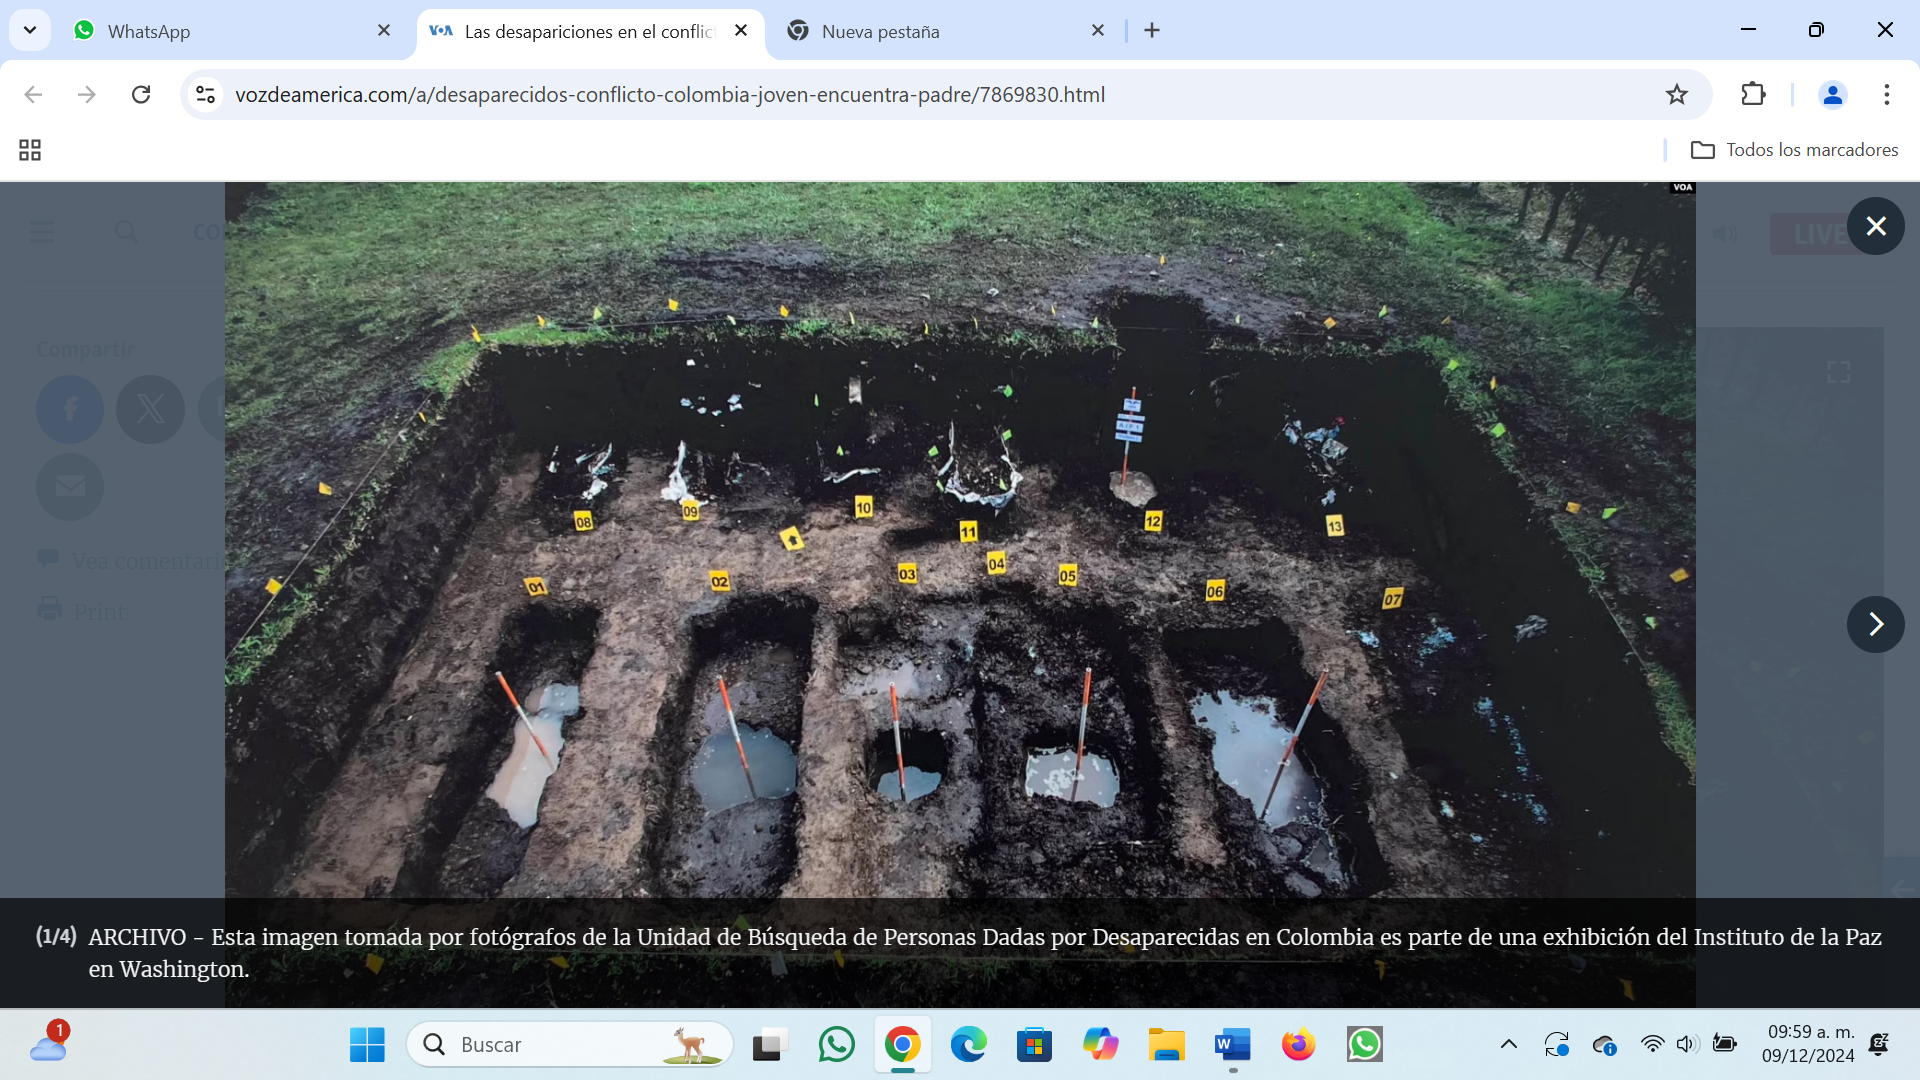 WhatsApp
VOA Las desapariciones en el conflic
Nueva pestaña
vozdeamerica.com/a/desaparecidos-conflicto-colombia-joven-encuentra-padre/7869830.html
Todos los marcadores
VOA
CO
LIVE
Compartir
Vea comentario
Print
08
09
10
11
12
13
01
02
03
04
05
06
07
(1/4) ARCHIVO - Esta imagen tomada por fotógrafos de la Unidad de Búsqueda de Personas Dadas por Desaparecidas en Colombia es parte de una exhibición del Instituto de la Paz
en Washington.
1
Buscar
09:59 a. m.
09/12/2024